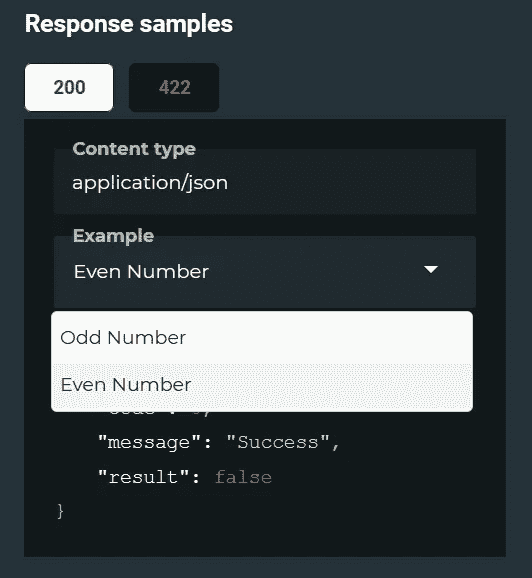 Response samples
200
422
Content type
application/json
Example
Even Number
Odd Number
Even Number
"message": "Success",
"result": false
}